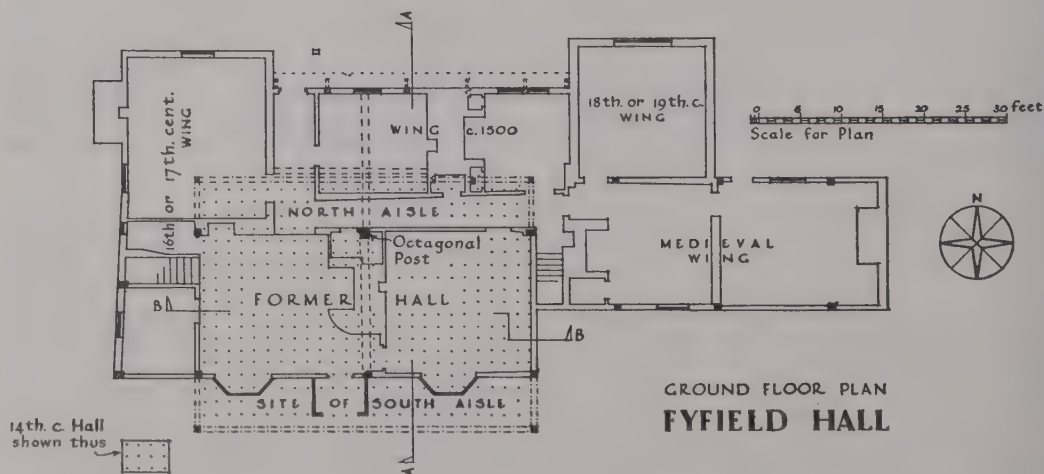 A
16th or 17th. cent.
WING
WING c.1500
18th. or 19th. c.
WING
0 5 10 15 20 25 30 feet
Scale for Plan
N
NORTH AISLE
Octagonal
Post
MEDIEVAL
WING
FORMER HALL
B
B
SITE OF SOUTH AISLE
GROUND FLOOR PLAN
FYFIELD HALL
14th. c. Hall
shown thus
A